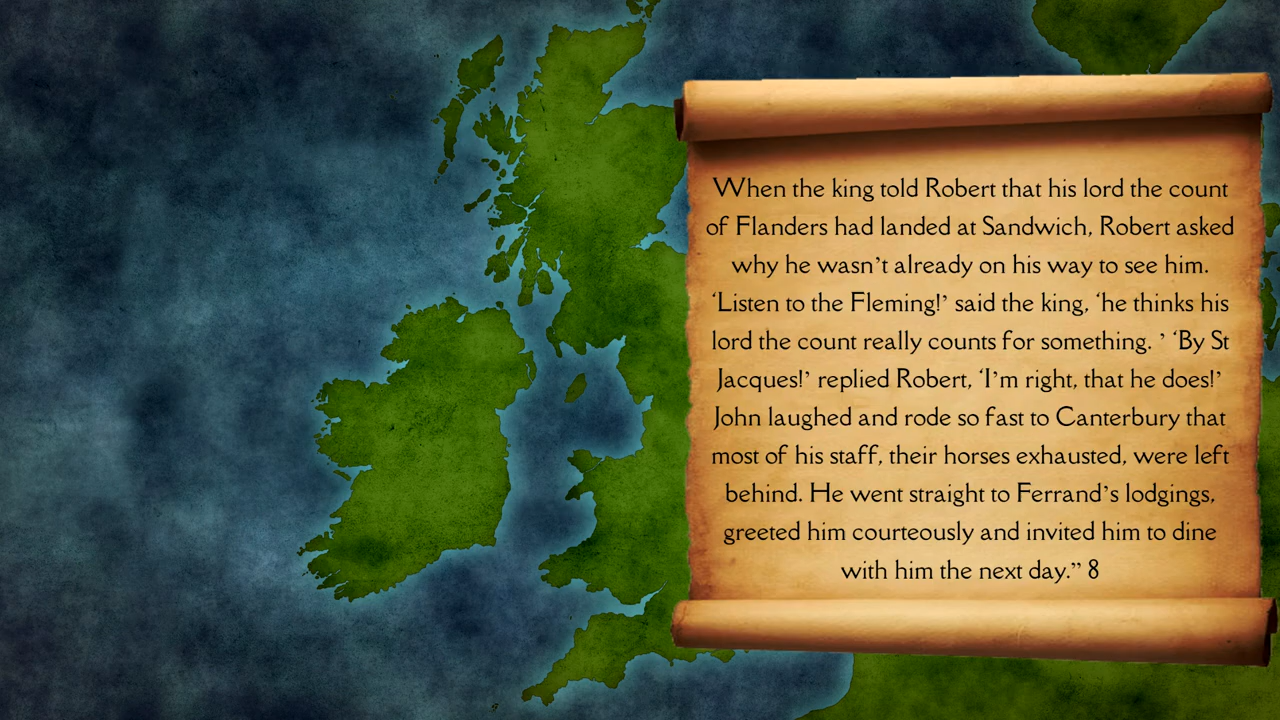 When the king told Robert that his lord the count
of Flanders had landed at Sandwich, Robert asked
why he wasn’t already on his way to see him.
‘Listen to the Fleming!’ said the king, ‘he thinks his
lord the count really counts for something. ’ ‘By St
Jacques!’ replied Robert, ‘I’m right, that he does!’
John laughed and rode so fast to Canterbury that
most of his staff, their horses exhausted, were left
behind. He went straight to Ferrand’s lodgings,
greeted him courteously and invited him to dine
with him the next day.” 8